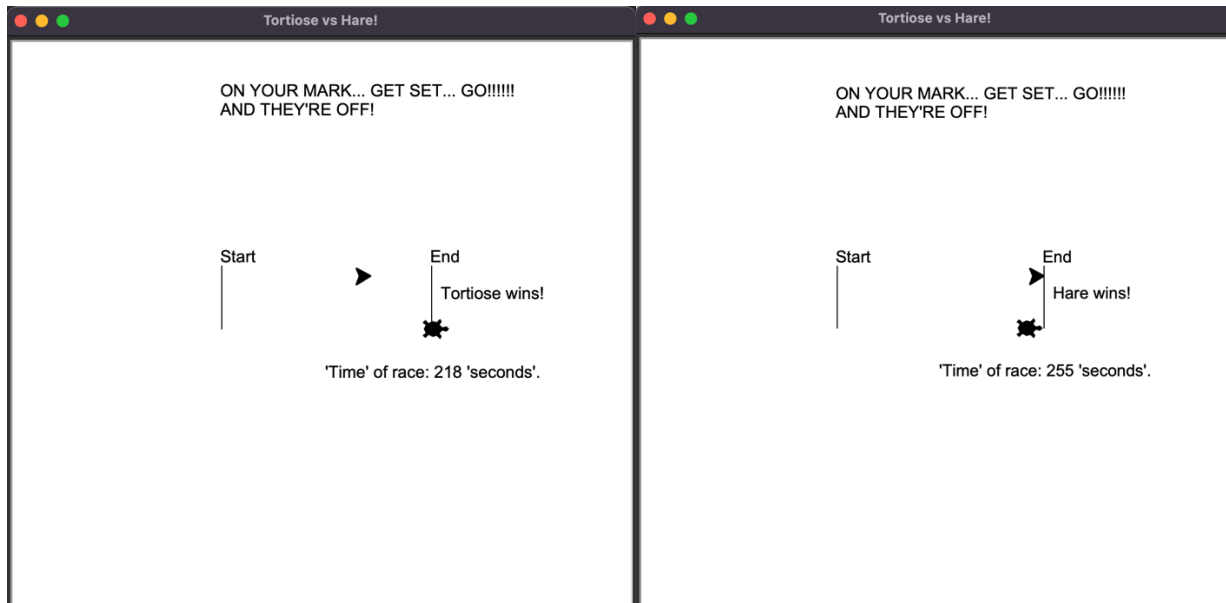 Tortiose vs Hare!
ON YOUR MARK... GET SET... GO!!!!!!
AND THEY'RE OFF!
Start
End
Tortiose wins!
'Time' of race: 218 'seconds'.
Tortiose vs Hare!
ON YOUR MARK... GET SET... GO!!!!!!
AND THEY'RE OFF!
Start
End
Hare wins!
'Time' of race: 255 'seconds'.